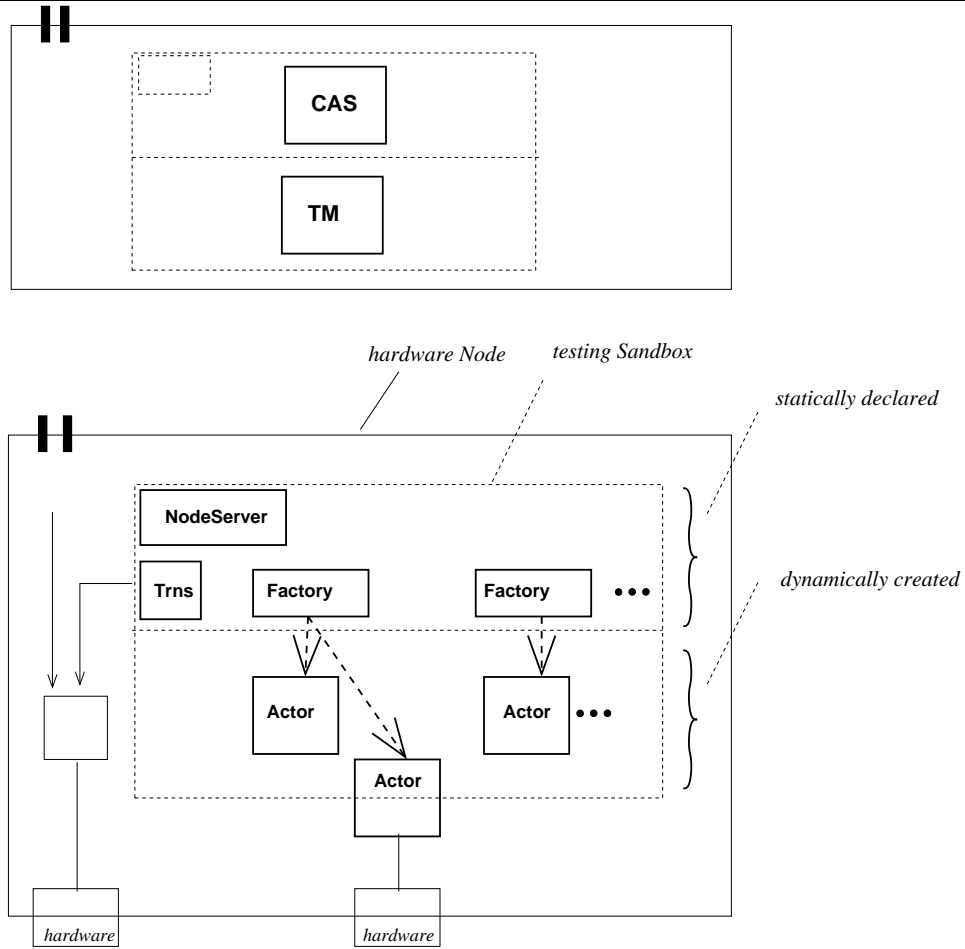 CAS
TM
hardware Node
testing Sandbox
statically declared
NodeServer
Trns
Factory
Factory
dynamically created
Actor
Actor
Actor
hardware
hardware